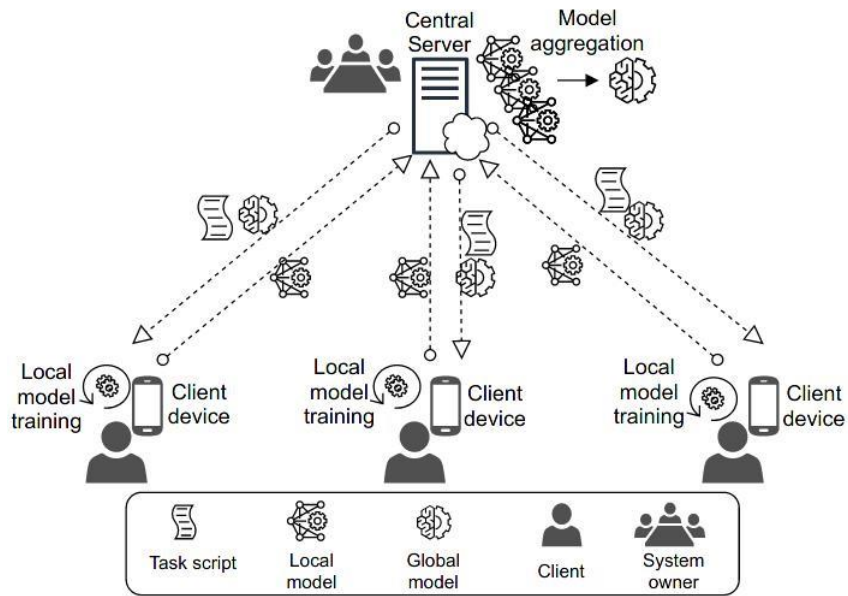 Central
Server
Model
aggregation
Local
model
training
Client
device
Local
model
training
Client
device
Local
model
training
Client
device
Task script
Local
model
Global
model
Client
System
owner